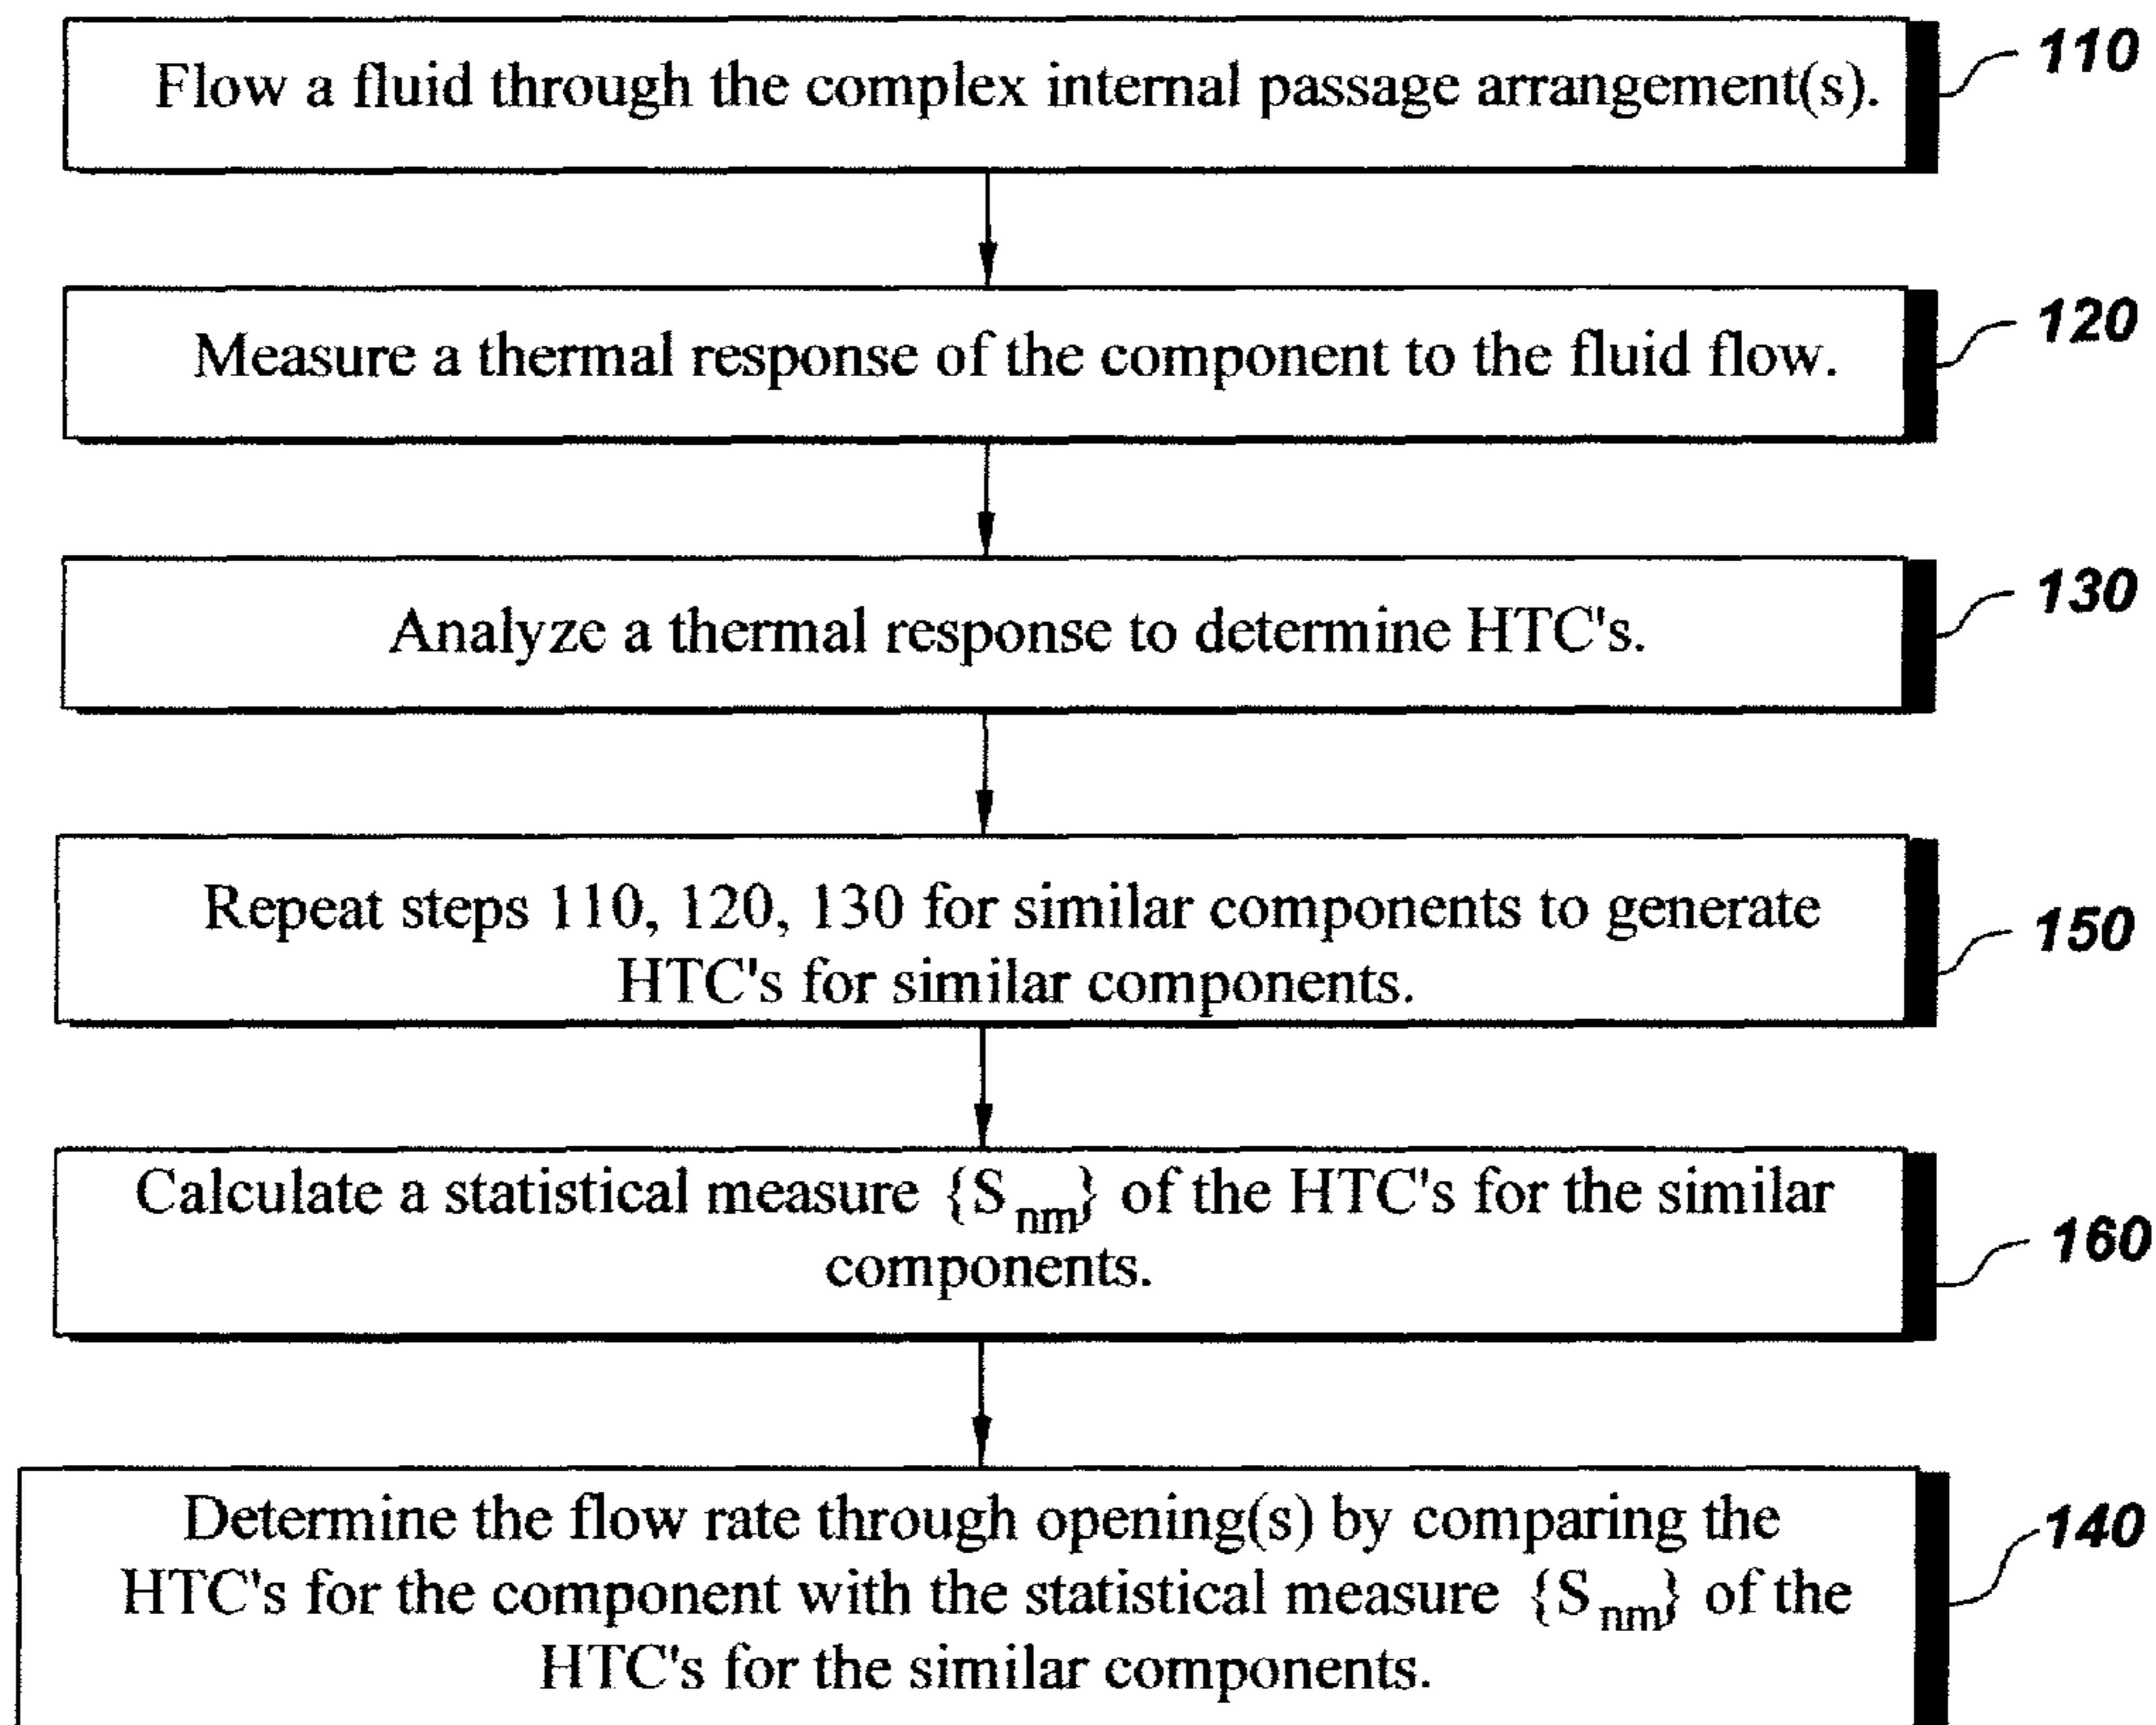 Flow a fluid through the complex internal passage arrangement(s).
110
Measure a thermal response of the component to the fluid flow.
120
Analyze a thermal response to determine HTC's.
130
Repeat steps 110, 120, 130 for similar components to generate
HTC's for similar components.
150
Calculate a statistical measure {S nm} of the HTC's for the similar
components.
160
Determine the flow rate through opening(s) by comparing the
HTC's for the component with the statistical measure {S nm} of the
HTC's for the similar components.
140